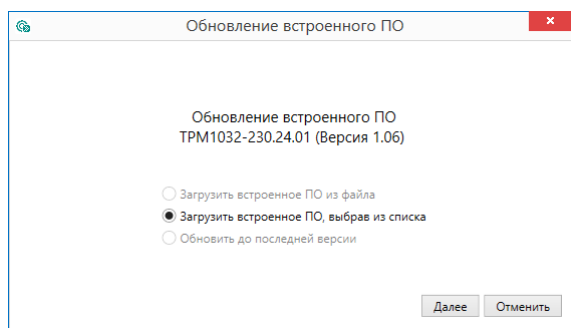 Обновление встроенного ПО
Обновление встроенного ПО
ТРМ1032-230.24.01 (Версия 1.06)
Загрузить встроенное ПО из файла
Загрузить встроенное ПО, выбрав из списка
Обновить до последней версии
Далее Отменить